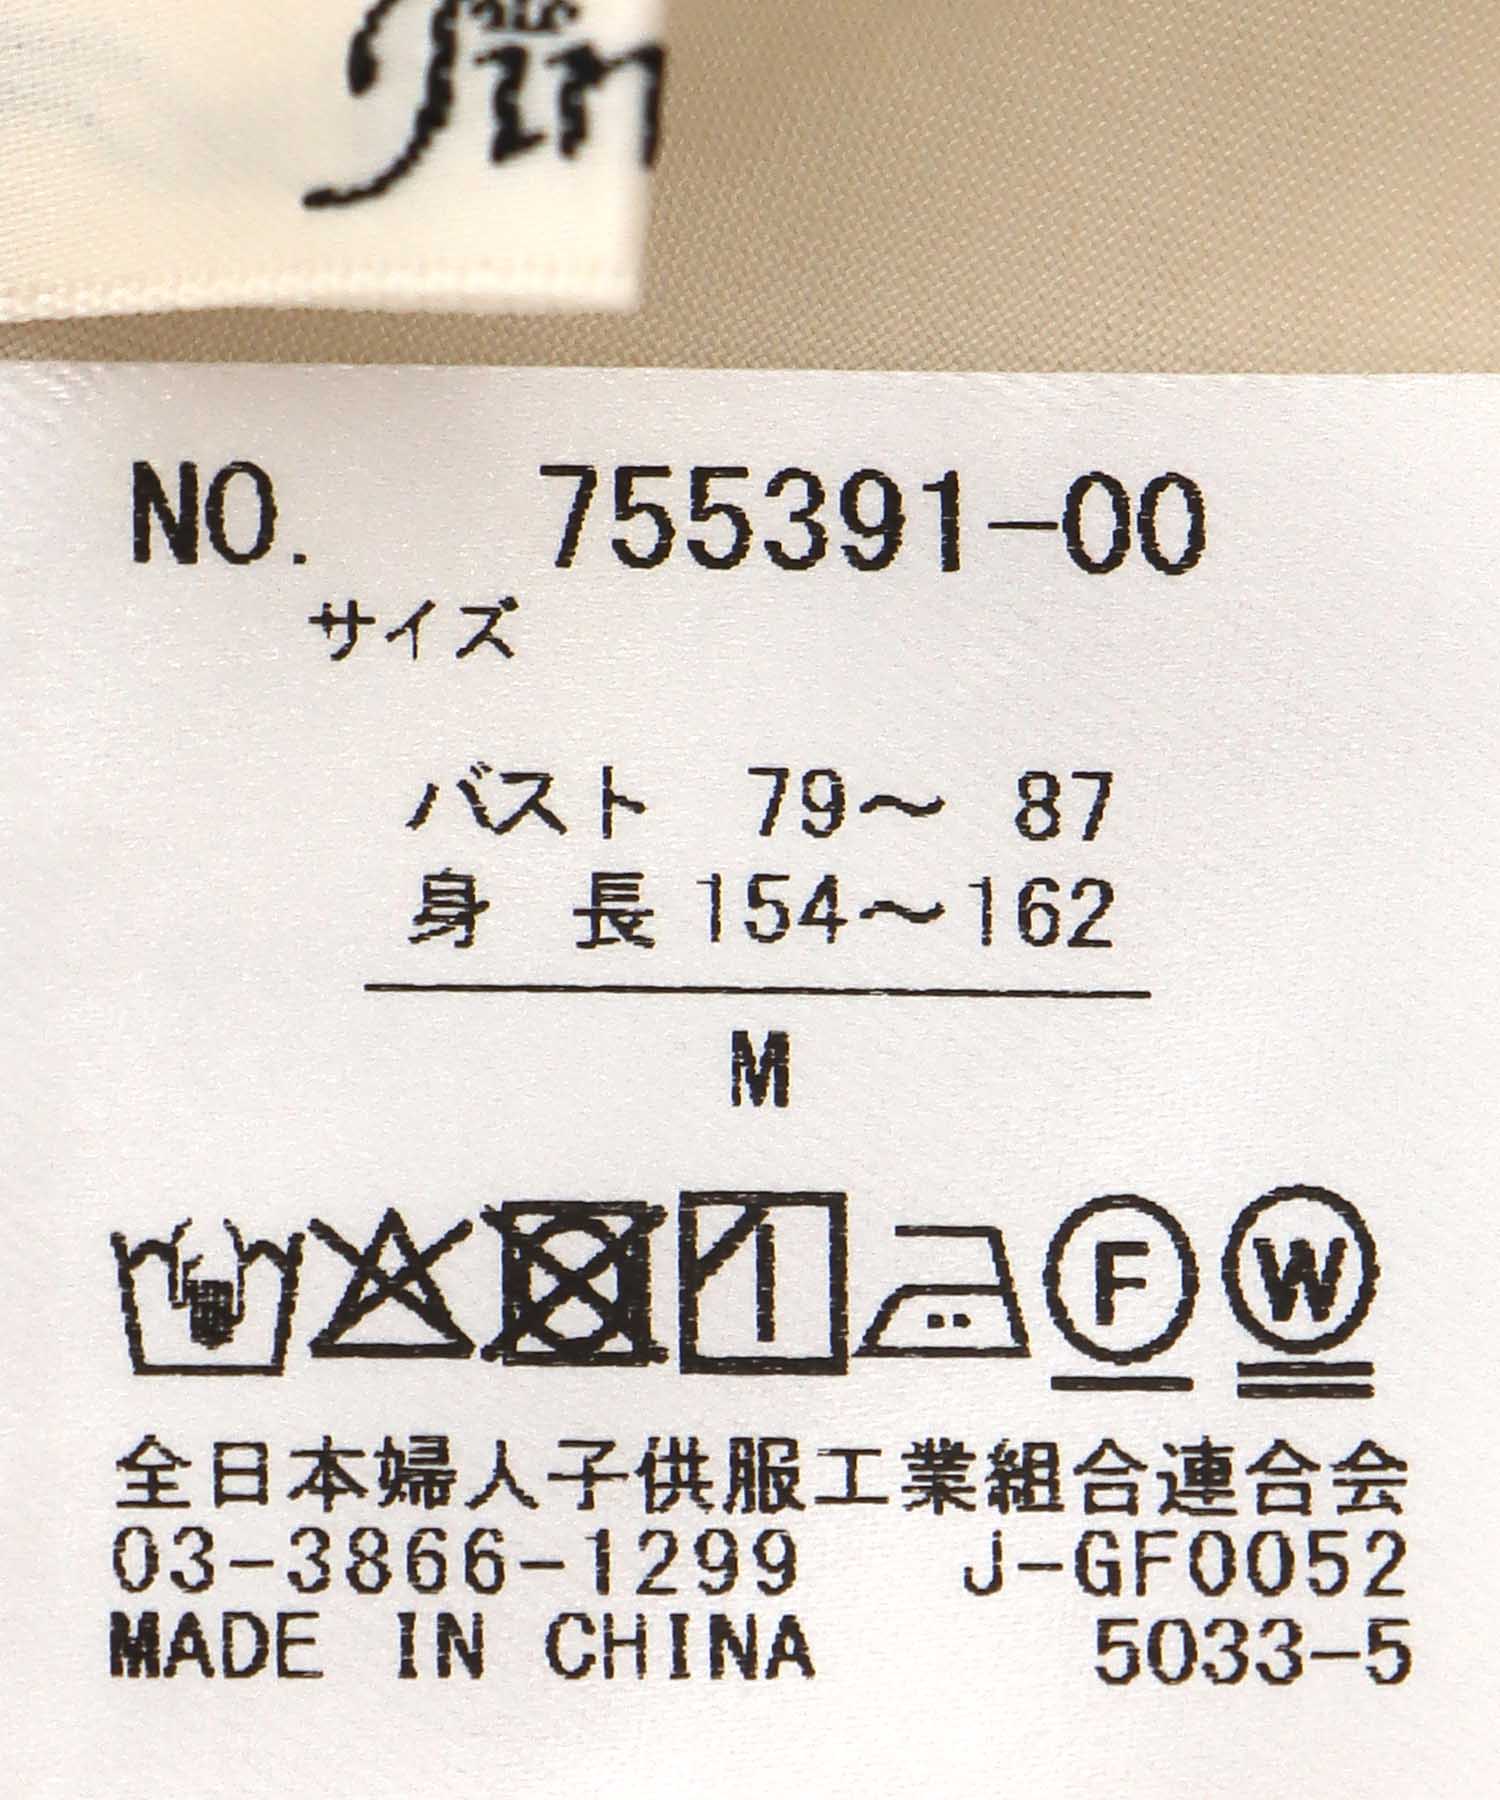 NO. 755391-00
サイズ
バスト 79〜 87
身 長 154〜162
M
F W
全日本婦人子供服工業組合連合会
03-3866-1299 J-GF0052
MADE IN CHINA 5033-5